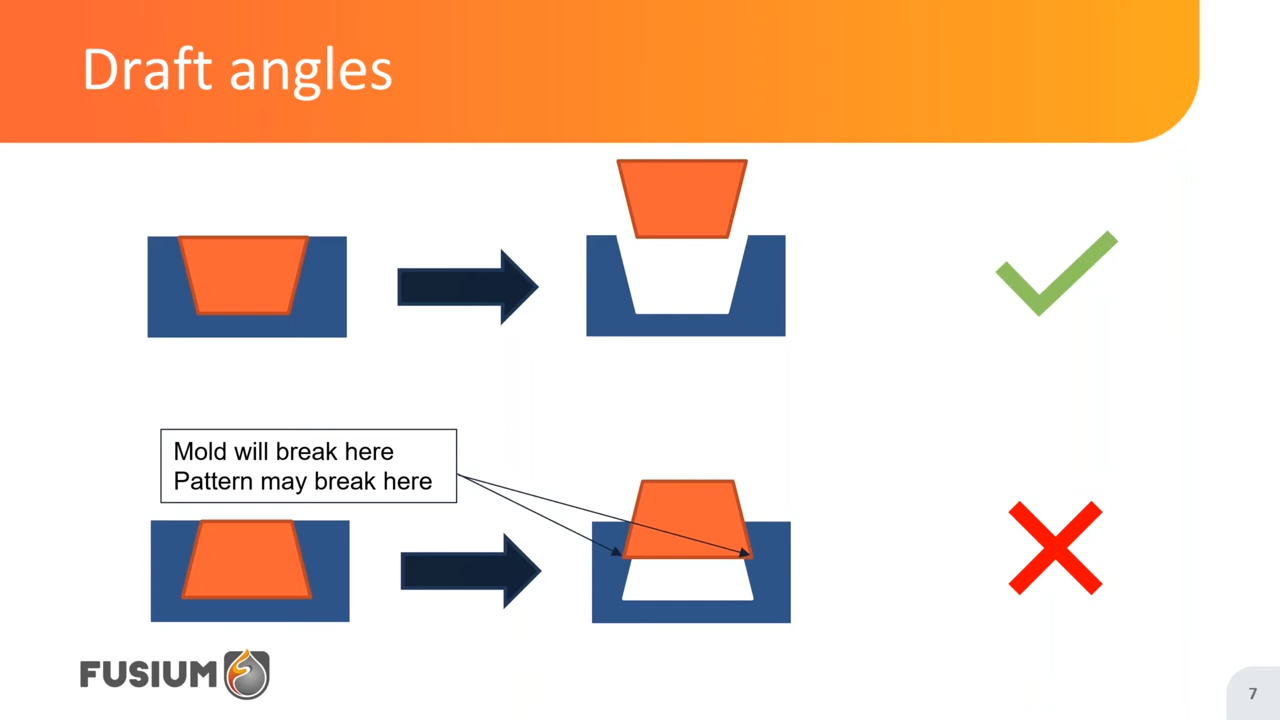 Draft angles
Mold will break here
Pattern may break here
FUSIUM
7